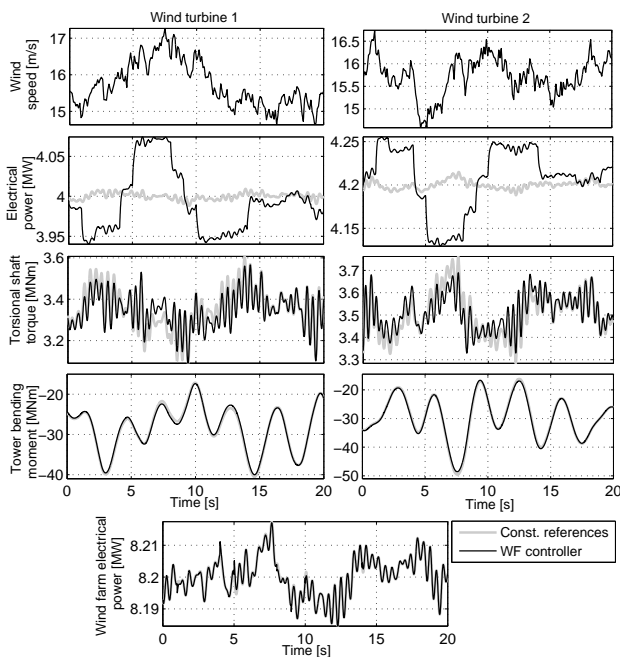 Wind turbine 1
Wind turbine 2
Wind
speed [m/s]
17
16
15
16.5
15.5
15
Electrical
power [MW]
4.05
4
3.95
4.25
4.20
4.15
Torsional shaft
torque [MNm]
3.6
3.4
3.2
3.7
3.6
3.5
3.4
3.3
Tower bending
moment [MNm]
−20
−30
−40
−20
−30
−40
−50
0 5 10 15 20
0 5 10 15 20
Time [s]
Time [s]
Wind farm electrical
power [MW]
8.21
8.2
8.19
0 5 10 15 20
Time [s]
Const. references
WF controller